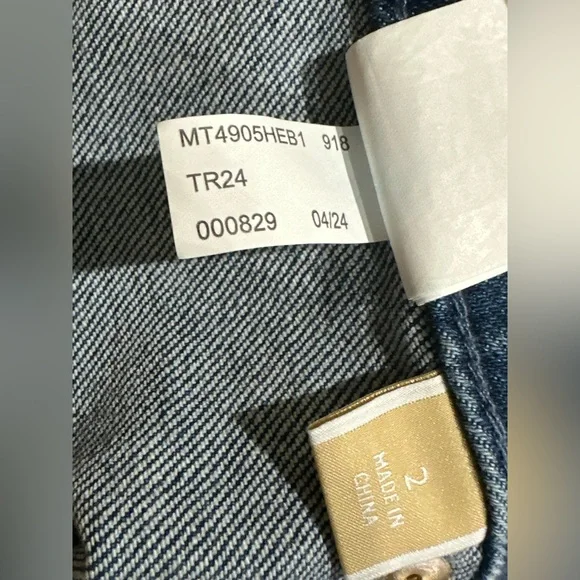 MT4905HEB1 918
TR24
000829 04/24
2
MADE IN
CHINA